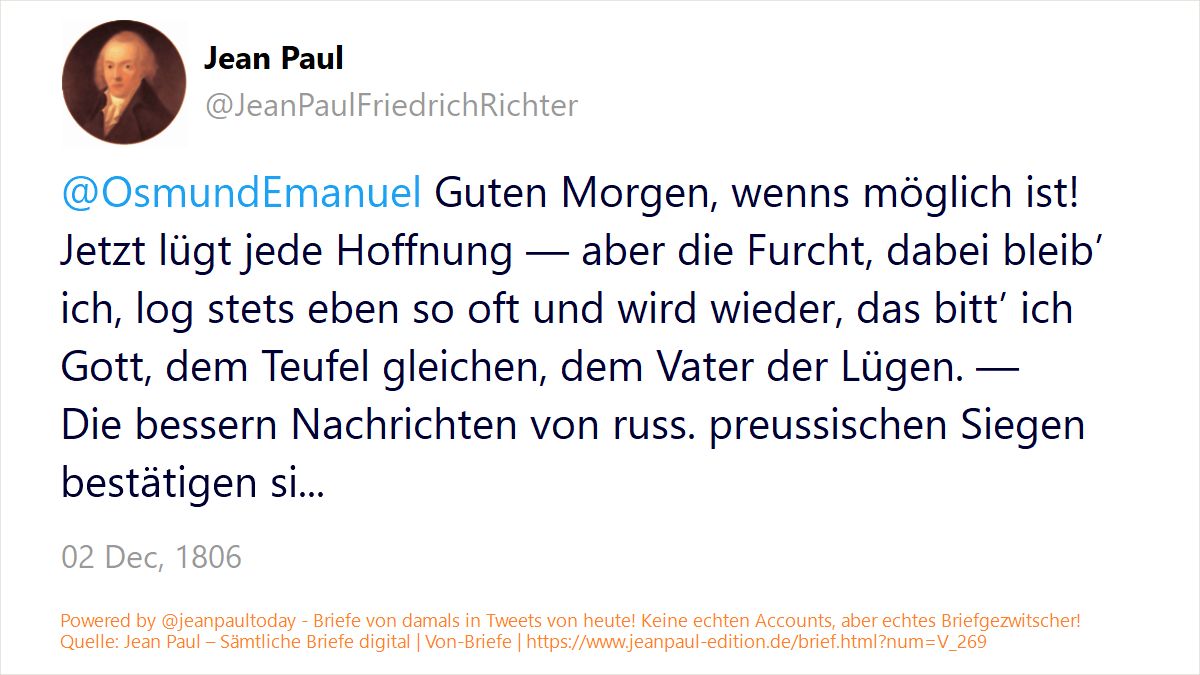 Jean Paul
@JeanPaulFriedrichRichter
@OsmundEmanuel Guten Morgen, wenns möglich ist!
Jetzt lügt jede Hoffnung — aber die Furcht, dabei bleib’
ich, log stets eben so oft und wird wieder, das bitt’ ich
Gott, dem Teufel gleichen, dem Vater der Lügen. —
Die bessern Nachrichten von russ. preussischen Siegen
bestätigen si...
02 Dec, 1806
Powered by @jeanpaultoday - Briefe von damals in Tweets von heute! Keine echten Accounts, aber echtes Briefgezwitscher!
Quelle: Jean Paul – Sämtliche Briefe digital | Von-Briefe | https://www.jeanpaul-edition.de/brief.html?num=V_269